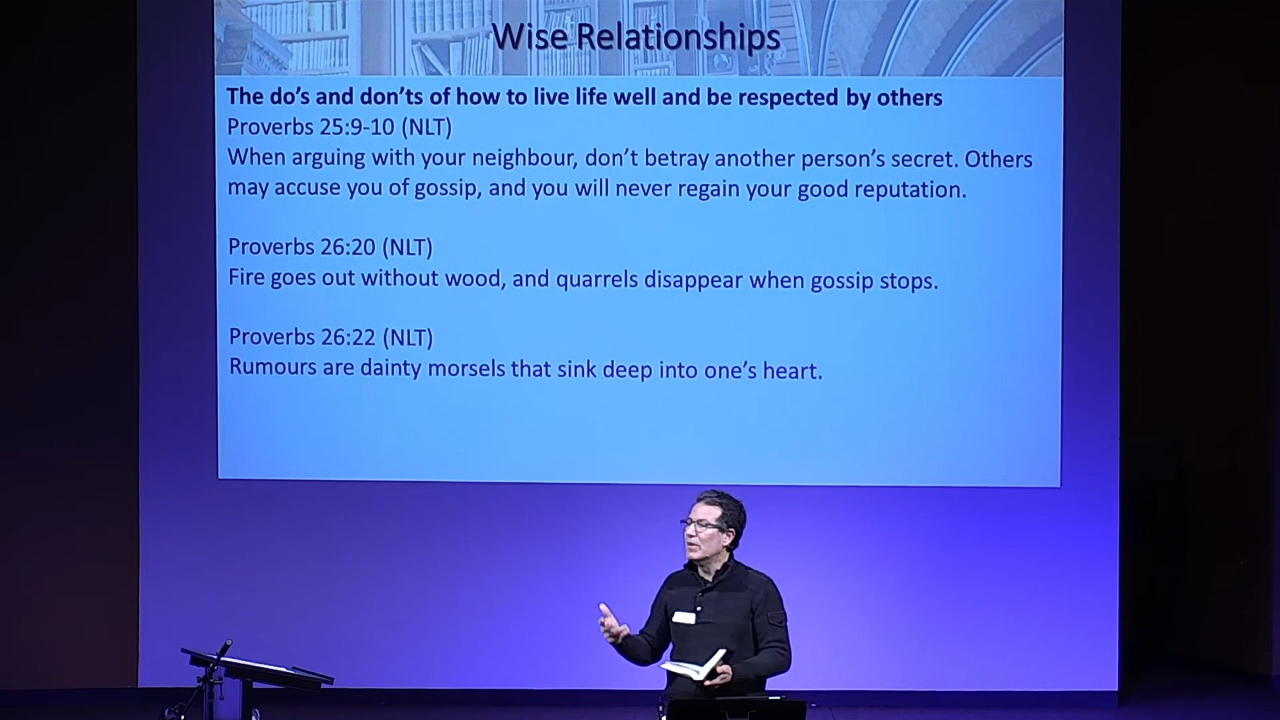 Wise Relationships
The do's and don'ts of how to live life well and be respected by others
Proverbs 25:9-10 (NLT)
When arguing with your neighbour, don't betray another person's secret. Others
may accuse you of gossip, and you will never regain your good reputation.
Proverbs 26:20 (NLT)
Fire goes out without wood, and quarrels disappear when gossip stops.
Proverbs 26:22 (NLT)
Rumours are dainty morsels that sink deep into one's heart.